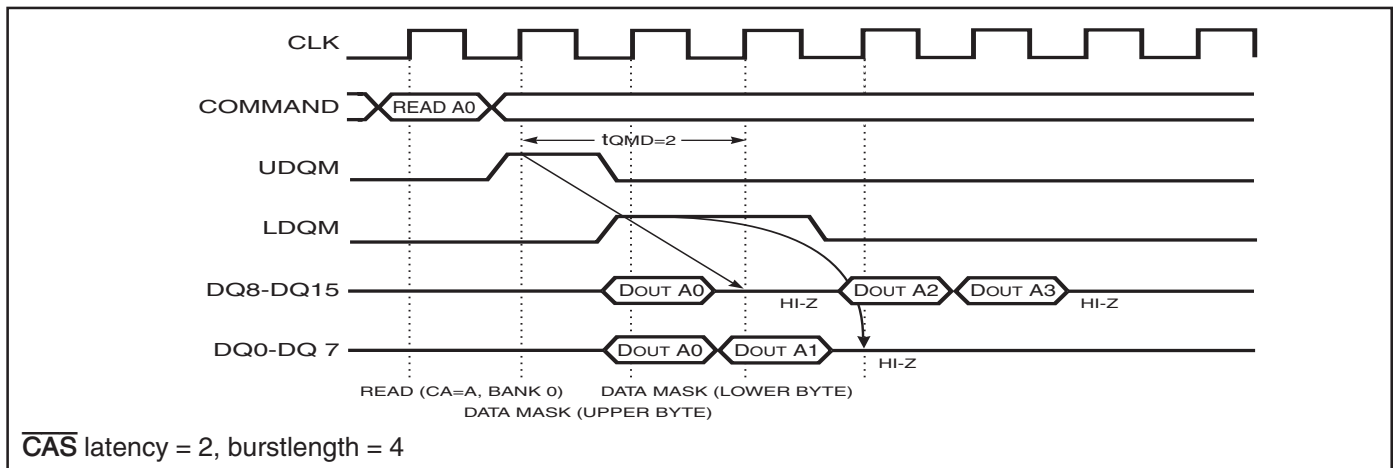 CLK
COMMAND READ A0
tQMD=2
UDQM
LDQM
DQ8-DQ15 DOUT A0 HI-Z DOUT A2 DOUT A3 HI-Z
DQ0-DQ 7 DOUT A0 DOUT A1 HI-Z
READ (CA=A, BANK 0) DATA MASK (LOWER BYTE)
DATA MASK (UPPER BYTE)
CAS latency = 2, burstlength = 4